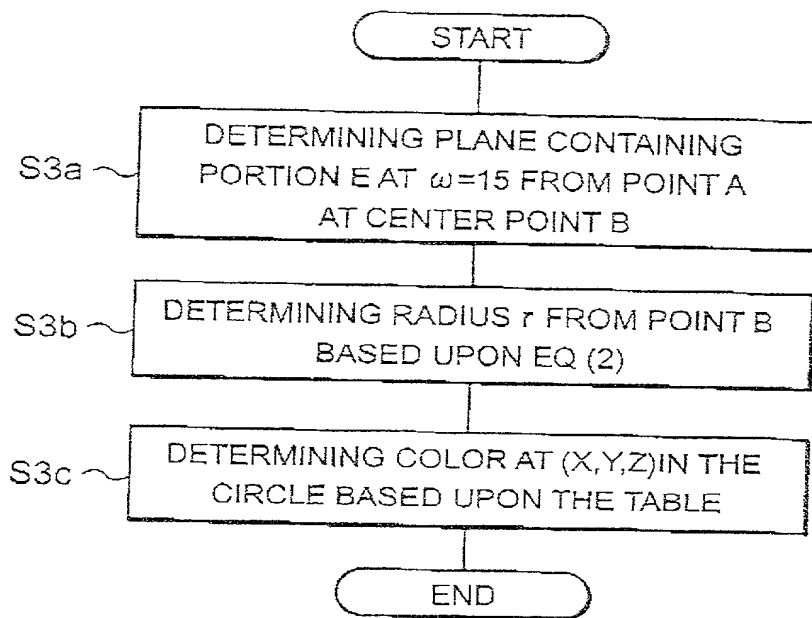 START
S3a
DETERMINING PLANE CONTAINING
PORTION E AT ω=15 FROM POINT A
AT CENTER POINT B
S3b
DETERMINING RADIUS r FROM POINT B
BASED UPON EQ (2)
S3c
DETERMINING COLOR AT (X,Y,Z)IN THE
CIRCLE BASED UPON THE TABLE
END